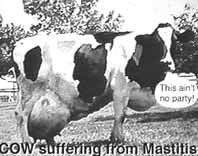 This ain't
no party!
COW suffering from Mastitis